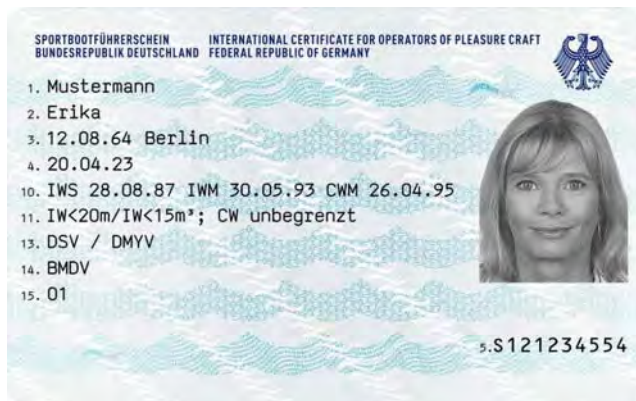 SPORTBOOTFÜHRERSCHEIN INTERNATIONAL CERTIFICATE FOR OPERATORS OF PLEASURE CRAFT
BUNDESREPUBLIK DEUTSCHLAND FEDERAL REPUBLIC OF GERMANY
1. Mustermann
2. Erika
3. 12.08.64 Berlin
4. 20.04.23
10. IWS 28.08.87 IWM 30.05.93 CWM 26.04.95
11. IW<20m/IW<15m³; CW unbegrenzt
13. DSV / DMYV
14. BMDV
15. 01
5.S121234554